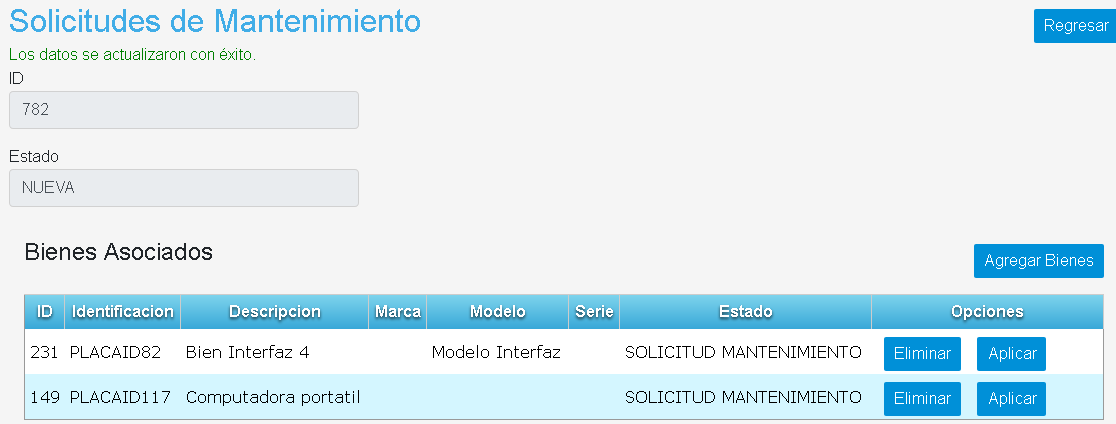 Solicitudes de Mantenimiento
Regresar
Los datos se actualizaron con éxito.
ID
782
Estado
NUEVA
Bienes Asociados
Agregar Bienes
ID Identificacion Descripcion Marca Modelo Serie Estado Opciones
231 PLACAID82 Bien Interfaz 4 Modelo Interfaz SOLICITUD MANTENIMIENTO Eliminar Aplicar
149 PLACAID117 Computadora portatil SOLICITUD MANTENIMIENTO Eliminar Aplicar